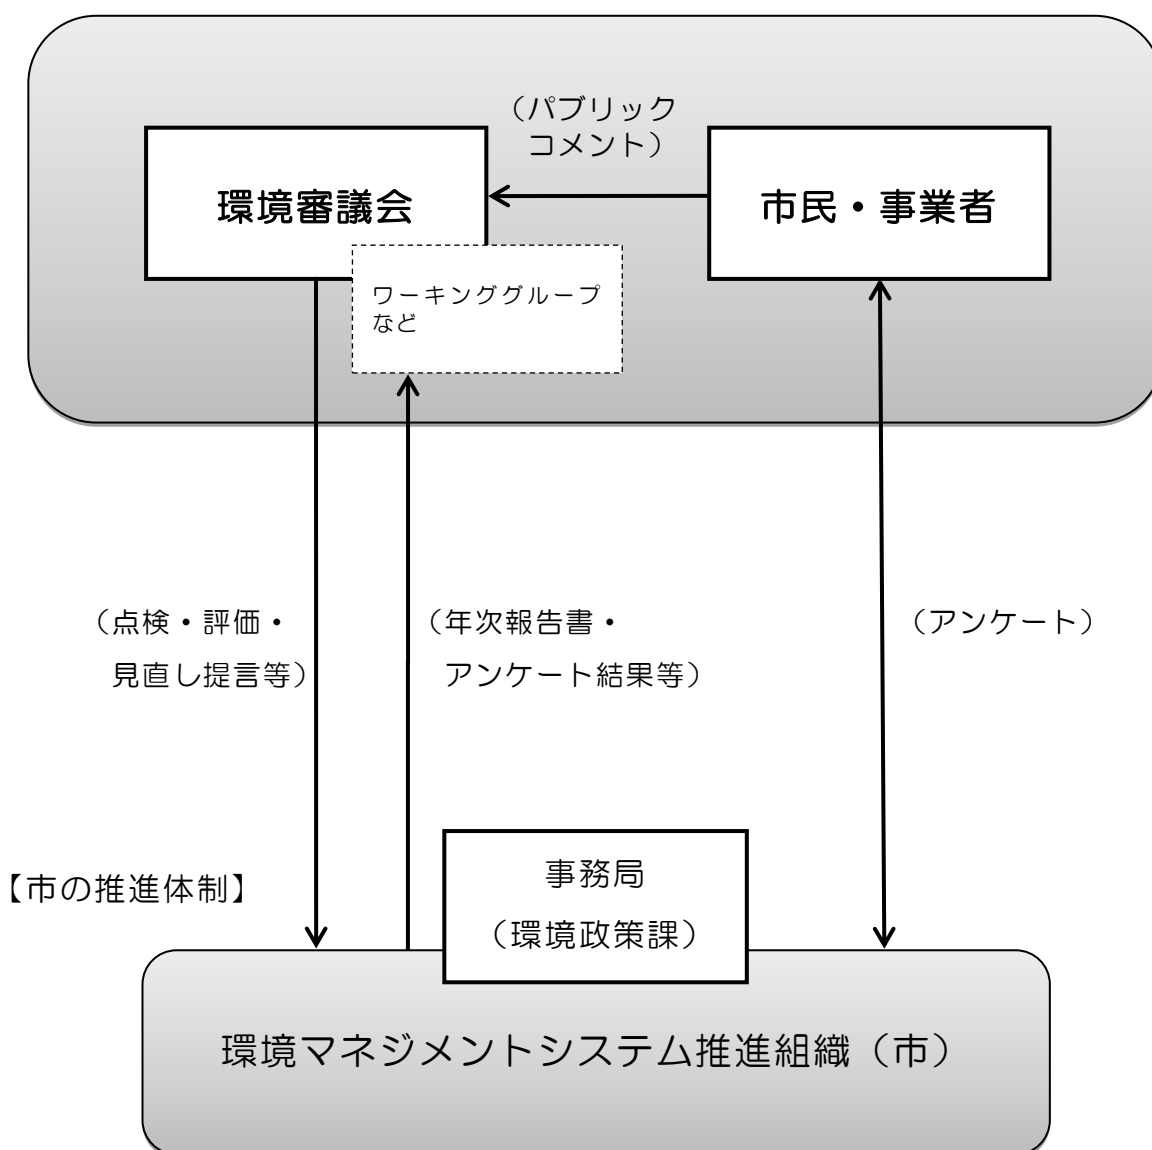 （パブリック
コメント）
環境審議会
市民・事業者
ワーキンググループ
など
（点検・評価・
見直し提言等）
（年次報告書・
アンケート結果等）
（アンケート）
【市の推進体制】
事務局
（環境政策課）
環境マネジメントシステム推進組織（市）